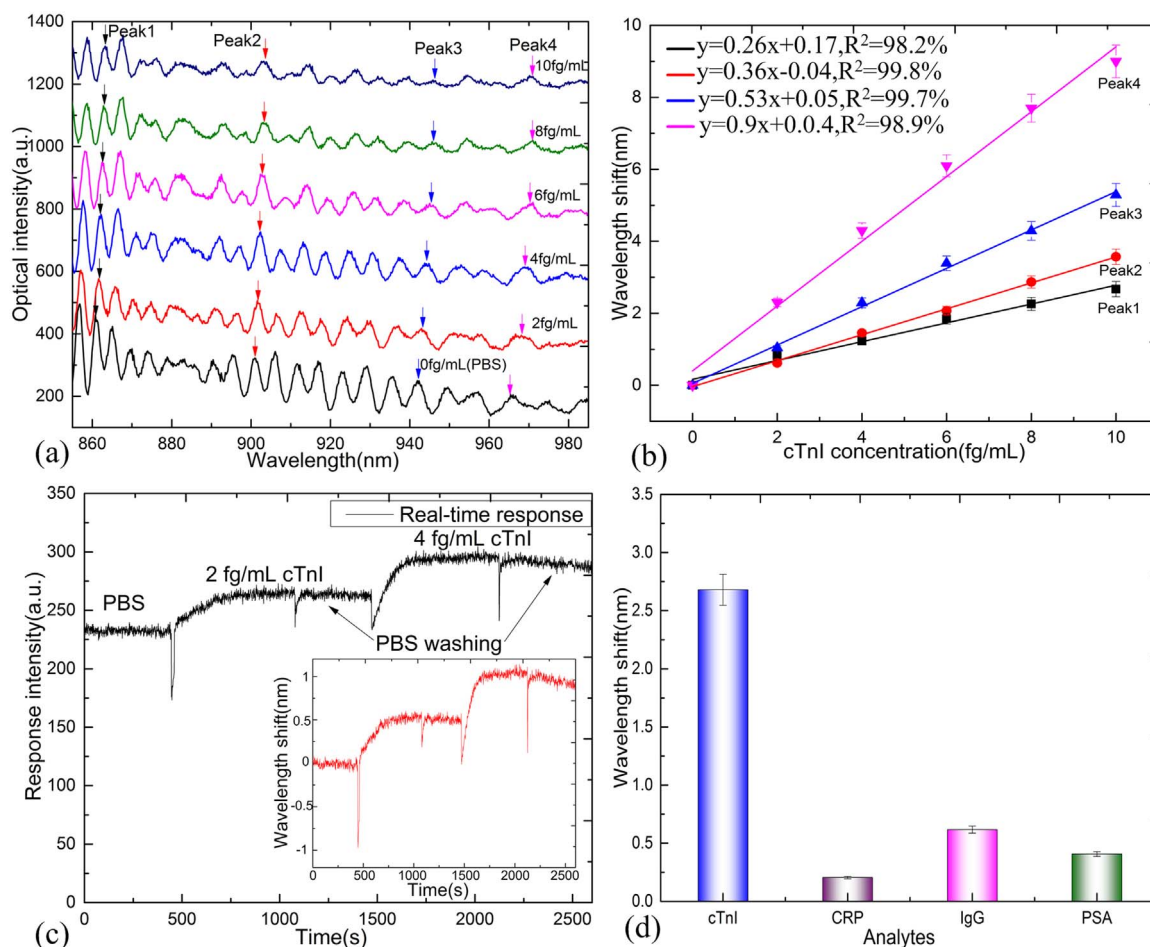 1400
1200
1000
800
600
400
200
Optical intensity(a.u.)
Peak1
Peak2
Peak3
Peak4
10fg/mL
8fg/mL
6fg/mL
4fg/mL
2fg/mL
0fg/mL(PBS)
860 880 900 920 940 960 980
Wavelength(nm)
(a)
10
8
6
4
2
0
Wavelength shift(nm)
y=0.26x+0.17,R²=98.2%
y=0.36x-0.04,R²=99.8%
y=0.53x+0.05,R²=99.7%
y=0.9x+0.0.4,R²=98.9%
Peak4
Peak3
Peak2
Peak1
0 2 4 6 8 10
cTnI concentration(fg/mL)
(b)
350
300
250
200
150
100
50
0
Response intensity(a.u.)
Real-time response
4 fg/mL cTnI
2 fg/mL cTnI
PBS
PBS washing
0 500 1000 1500 2000 2500
1
0.5
0
-0.5
-1
Wavelength shift(nm)
0 500 1000 1500 2000 2500
Time(s)
0 500 1000 1500 2000 2500
Time(s)
(c)
3.5
3.0
2.5
2.0
1.5
1.0
0.5
0.0
Wavelength shift(nm)
cTnI CRP IgG PSA
Analytes
(d)